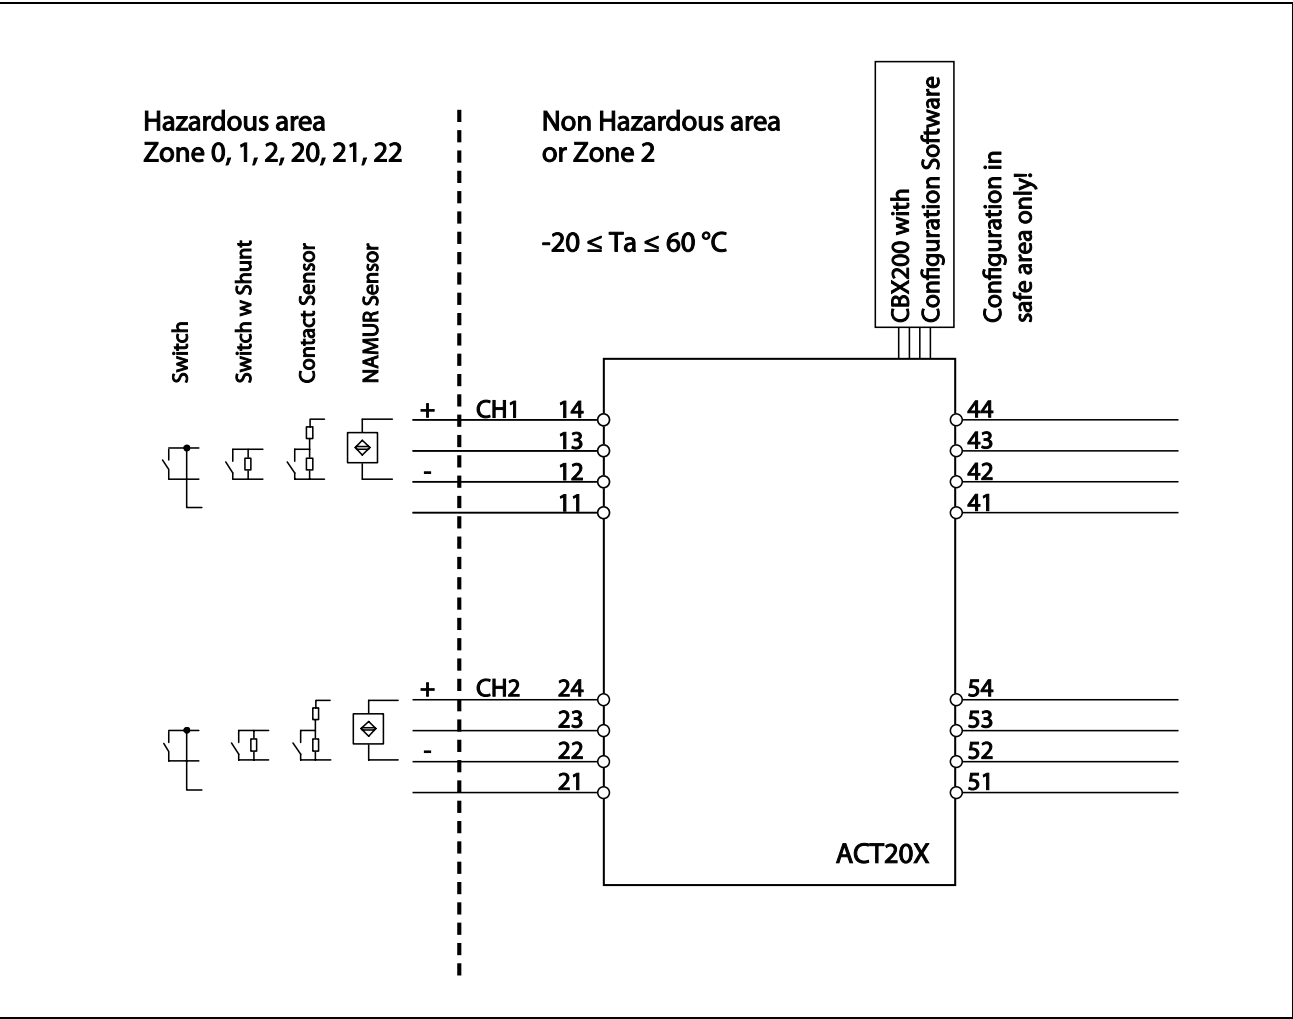 Hazardous area
Zone 0, 1, 2, 20, 21, 22
Non Hazardous area
or Zone 2
-20 ≤ Ta ≤ 60 °C
CBX200 with
Configuration Software
Configuration in
safe area only!
Switch
Switch w Shunt
Contact Sensor
NAMUR Sensor
+ CH1 14
13
- 12
11
44
43
42
41
+ CH2 24
23
- 22
21
54
53
52
51
ACT20X